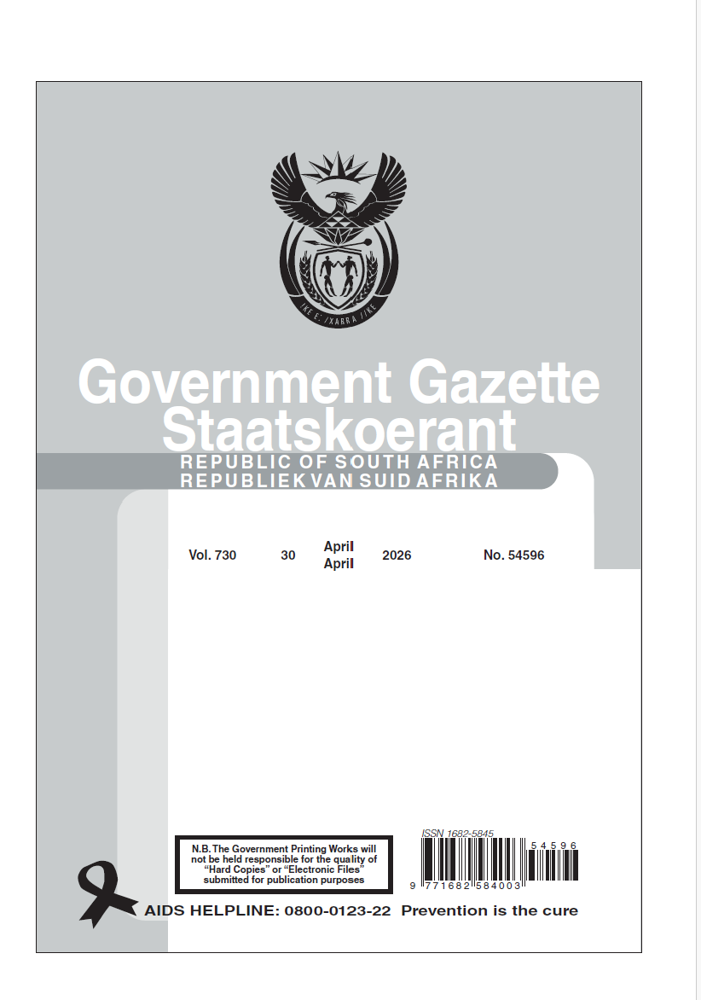 !KE E: /XARRA //KE
Government Gazette
Staatskoerant
REPUBLIC OF SOUTH AFRICA
REPUBLIEK VAN SUID AFRIKA
Vol. 730 30 April 2026 No. 54596
April
ISSN 1682-5845
54596
N.B. The Government Printing Works will
not be held responsible for the quality of
“Hard Copies” or “Electronic Files”
submitted for publication purposes
9 771682 584003
AIDS HELPLINE: 0800-0123-22 Prevention is the cure